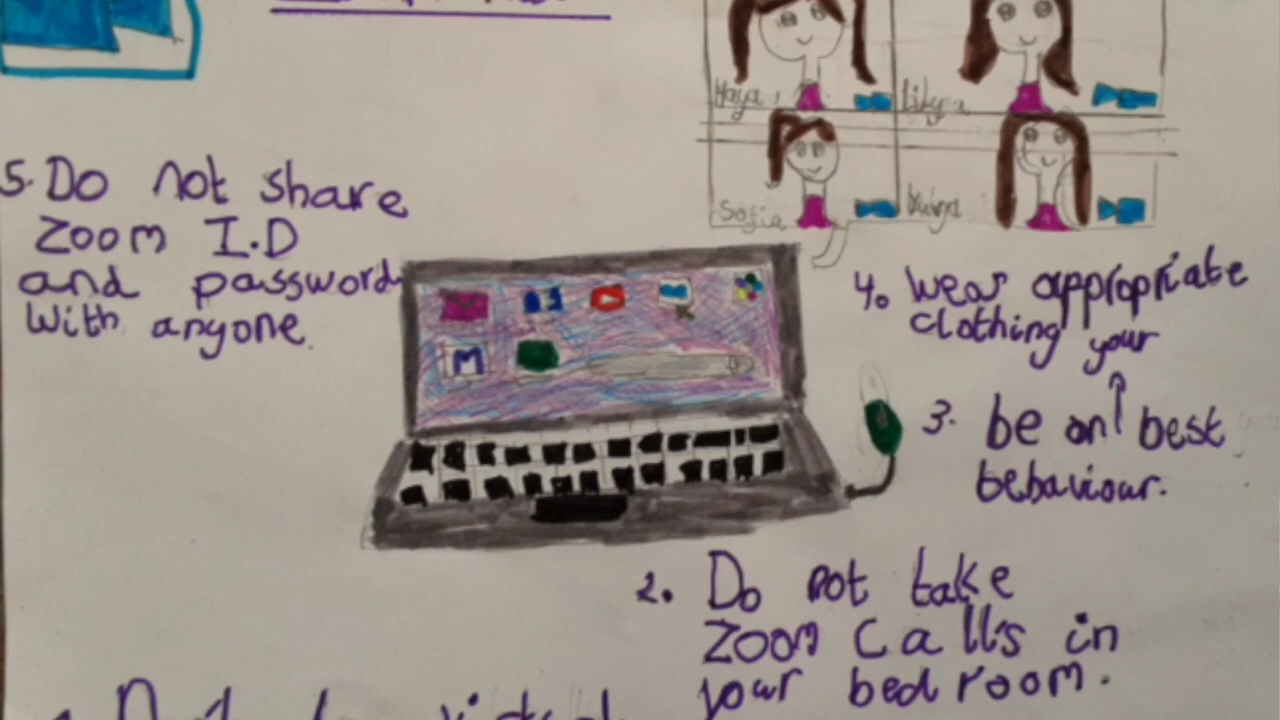 Haya
Sofia
5. Do not share
Zoom I.D
and password
with anyone.
4. Wear appropriate
clothing
3. be on your best
behaviour.
2. Do not take
Zoom Calls in
your bedroom.
M